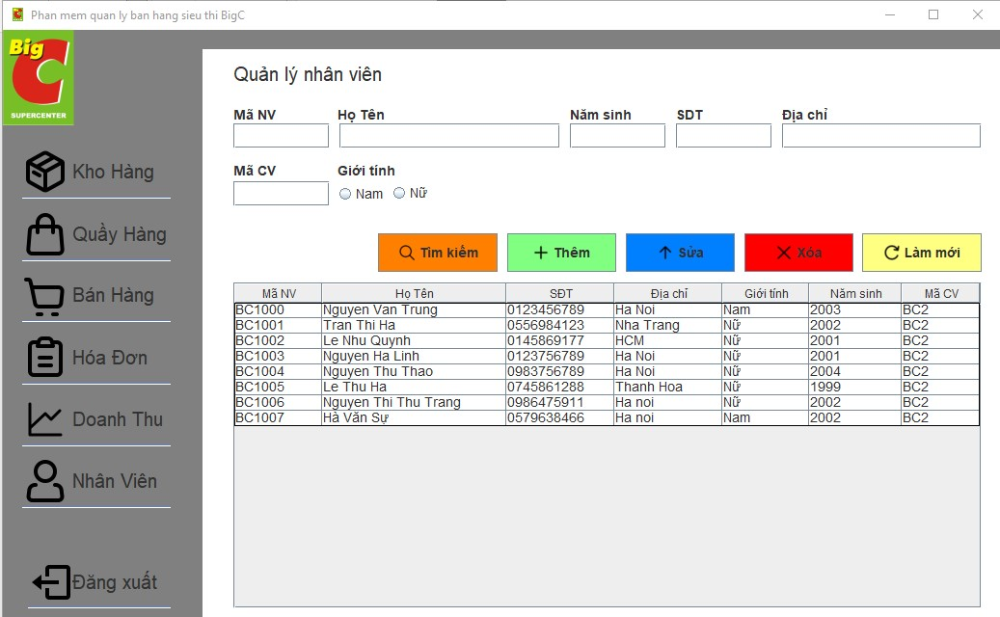 Phan mem quan ly ban hang sieu thi BigC
Big
C
SUPERCENTER
Kho Hàng
Quầy Hàng
Bán Hàng
Hóa Đơn
Doanh Thu
Nhân Viên
Đăng xuất
Quản lý nhân viên
Mã NV Họ Tên Năm sinh SDT Địa chỉ
Mã CV Giới tính
Nam Nữ
Tìm kiếm Thêm Sửa Xóa Làm mới
Mã NV Họ Tên SĐT Địa chỉ Giới tính Năm sinh Mã CV
BC1000 Nguyen Van Trung 0123456789 Ha Noi Nam 2003 BC2
BC1001 Tran Thi Ha 0556984123 Nha Trang Nữ 2002 BC2
BC1002 Le Nhu Quynh 0145869177 HCM Nữ 2001 BC2
BC1003 Nguyen Ha Linh 0123756789 Ha Noi Nữ 2001 BC2
BC1004 Nguyen Thu Thao 0983756789 Ha Noi Nữ 2004 BC2
BC1005 Le Thu Ha 0745861288 Thanh Hoa Nữ 1999 BC2
BC1006 Nguyen Thi Thu Trang 0986475911 Ha noi Nữ 2002 BC2
BC1007 Hà Văn Sự 0579638466 Ha noi Nam 2002 BC2